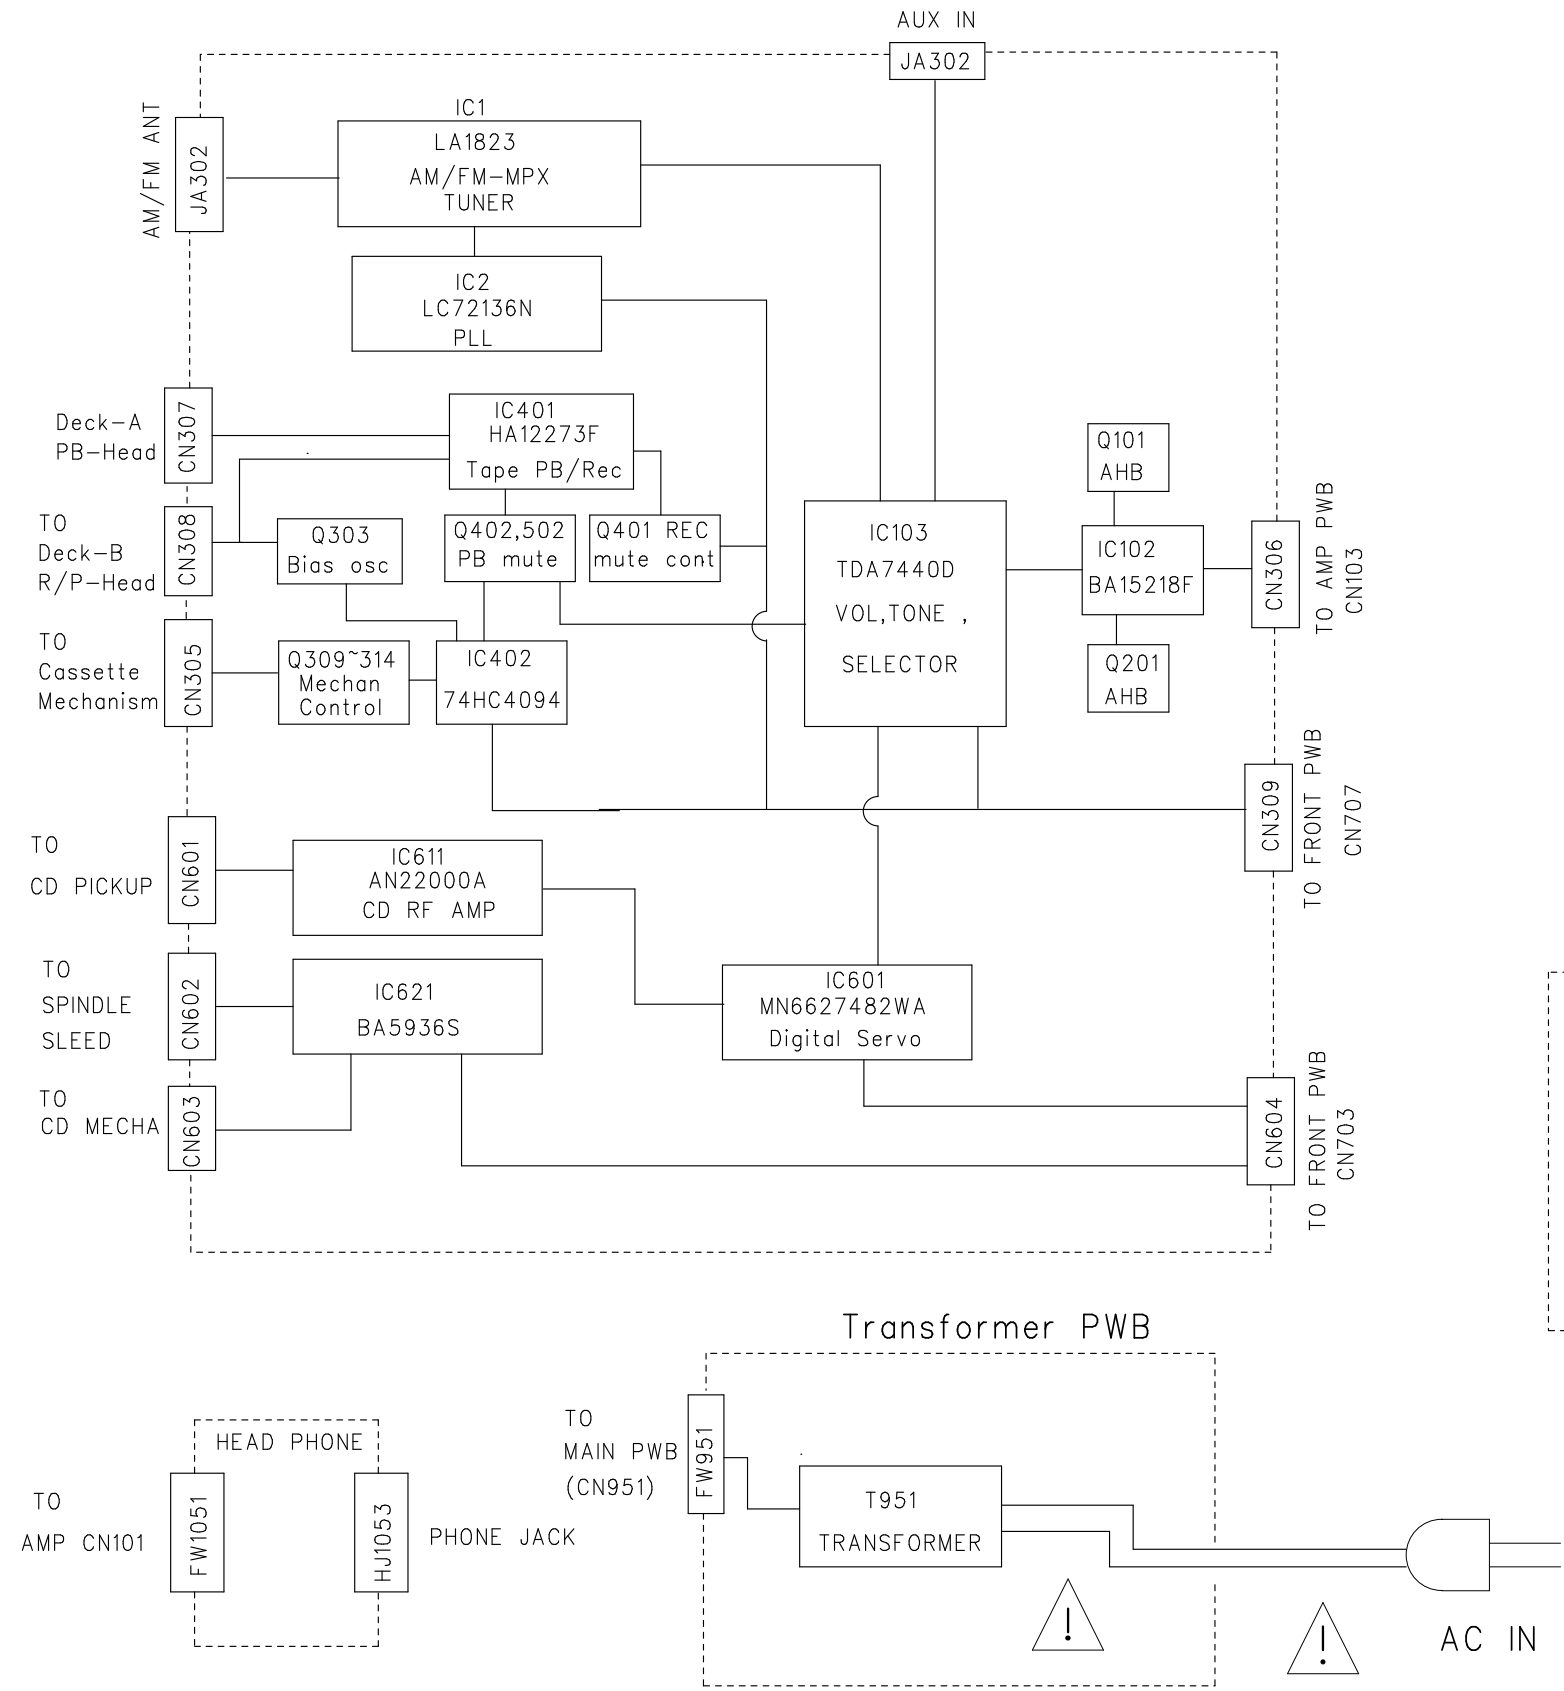 AUX IN
JA302
AM/FM ANT
JA302
IC1
LA1823
AM/FM-MPX
TUNER
IC2
LC72136N
PLL
Deck-A
PB-Head
CN307
IC401
HA12273F
Tape PB/Rec
Q101
AHB
TO
Deck-B
R/P-Head
CN308
Q303
Bias osc
Q402,502
PB mute
Q401 REC
mute cont
IC103
TDA7440D
VOL,TONE ,
SELECTOR
IC102
BA15218F
CN306
TO AMP PWB
CN103
TO
Cassette
Mechanism
CN305
Q309~314
Mechan
Control
IC402
74HC4094
Q201
AHB
CN309
TO FRONT PWB
CN707
TO
CD PICKUP
CN601
IC611
AN22000A
CD RF AMP
TO
SPINDLE
SLEED
CN602
IC621
BA5936S
IC601
MN6627482WA
Digital Servo
TO
CD MECHA
CN603
CN604
TO FRONT PWB
CN703
Transformer PWB
HEAD PHONE
TO
AMP CN101
FW1051
HJ1053
PHONE JACK
TO
MAIN PWB
(CN951)
FW951
T951
TRANSFORMER
!
!
AC IN